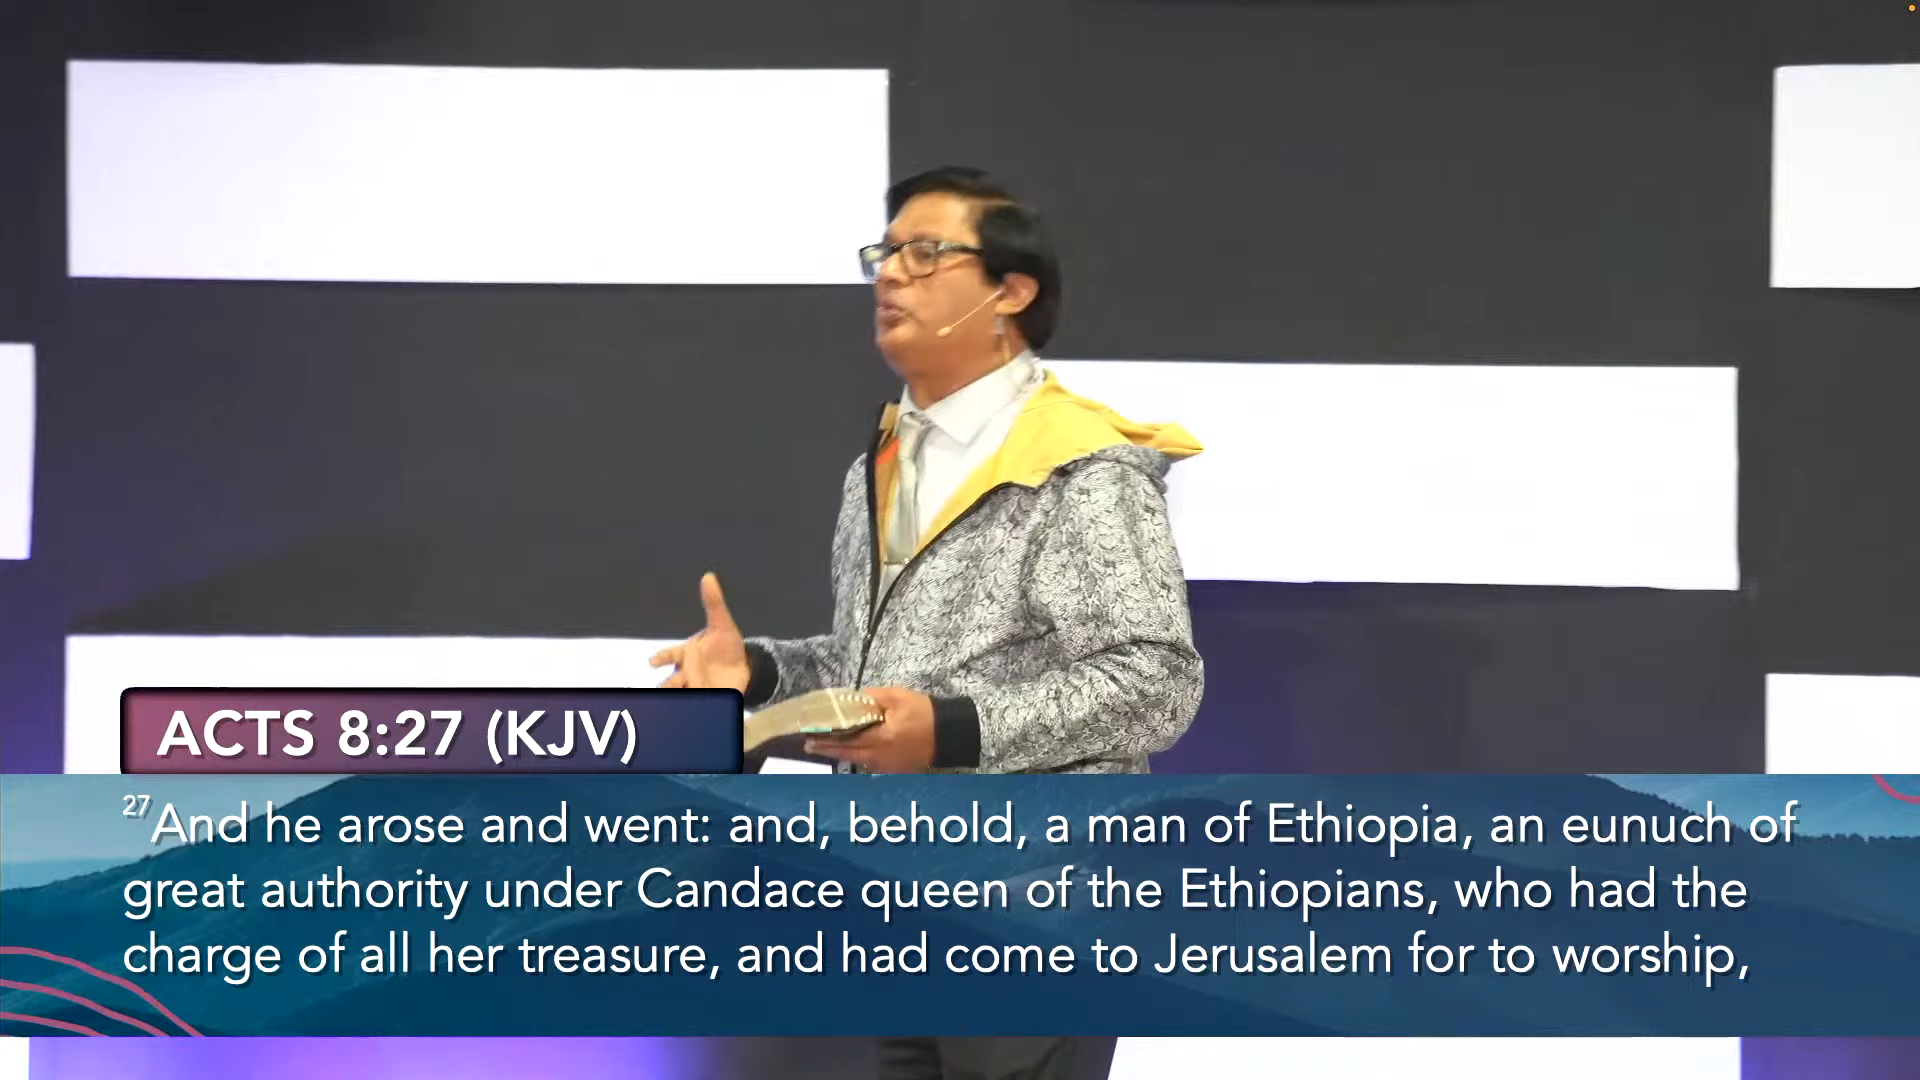 ACTS 8:27 (KJV)
27And he arose and went: and, behold, a man of Ethiopia, an eunuch of
great authority under Candace queen of the Ethiopians, who had the
charge of all her treasure, and had come to Jerusalem for to worship,